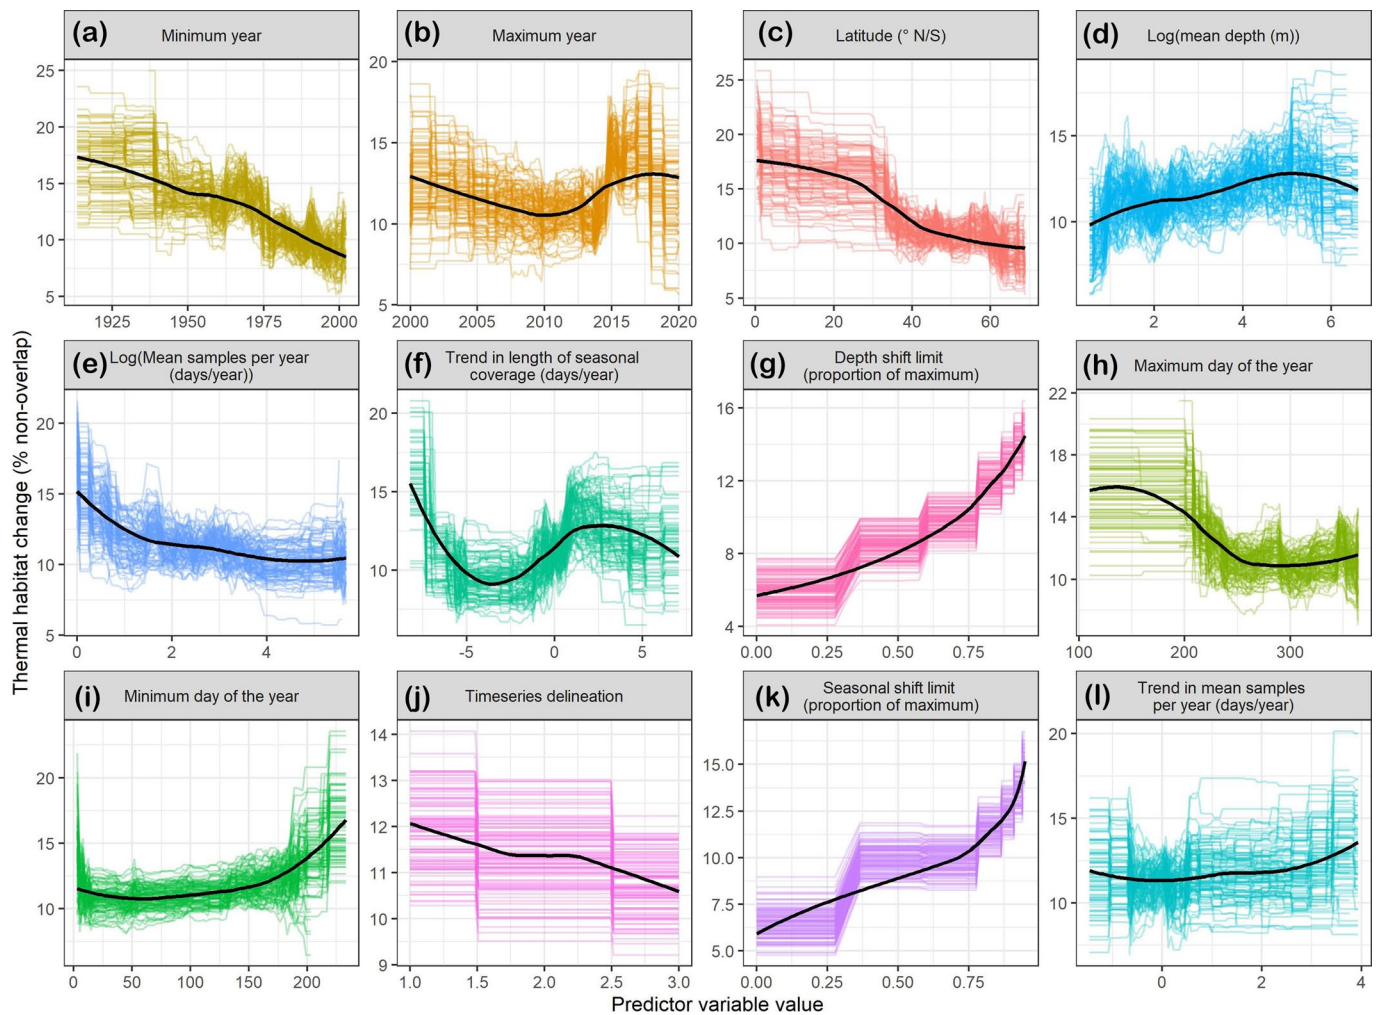 (a) Minimum year
(b) Maximum year
(c) Latitude (° N/S)
(d) Log(mean depth (m))
25
20
15
10
5
1925 1950 1975 2000
20
15
10
5
2000 2005 2010 2015 2020
25
20
15
10
5
0 20 40 60
15
10
2 4 6
Thermal habitat change (% non-overlap)
(e) Log(Mean samples per year
(days/year))
(f) Trend in length of seasonal
coverage (days/year)
(g) Depth shift limit
(proportion of maximum)
(h) Maximum day of the year
20
15
10
5
0 2 4
20
15
10
-5 0 5
16
12
8
4
0.00 0.25 0.50 0.75
22
18
14
10
100 200 300
(i) Minimum day of the year
(j) Timeseries delineation
(k) Seasonal shift limit
(proportion of maximum)
(l) Trend in mean samples
per year (days/year)
20
15
10
0 50 100 150 200
14
13
12
11
10
9
1.0 1.5 2.0 2.5 3.0
15.0
12.5
10.0
7.5
5.0
0.00 0.25 0.50 0.75
20
15
10
0 2 4
Predictor variable value